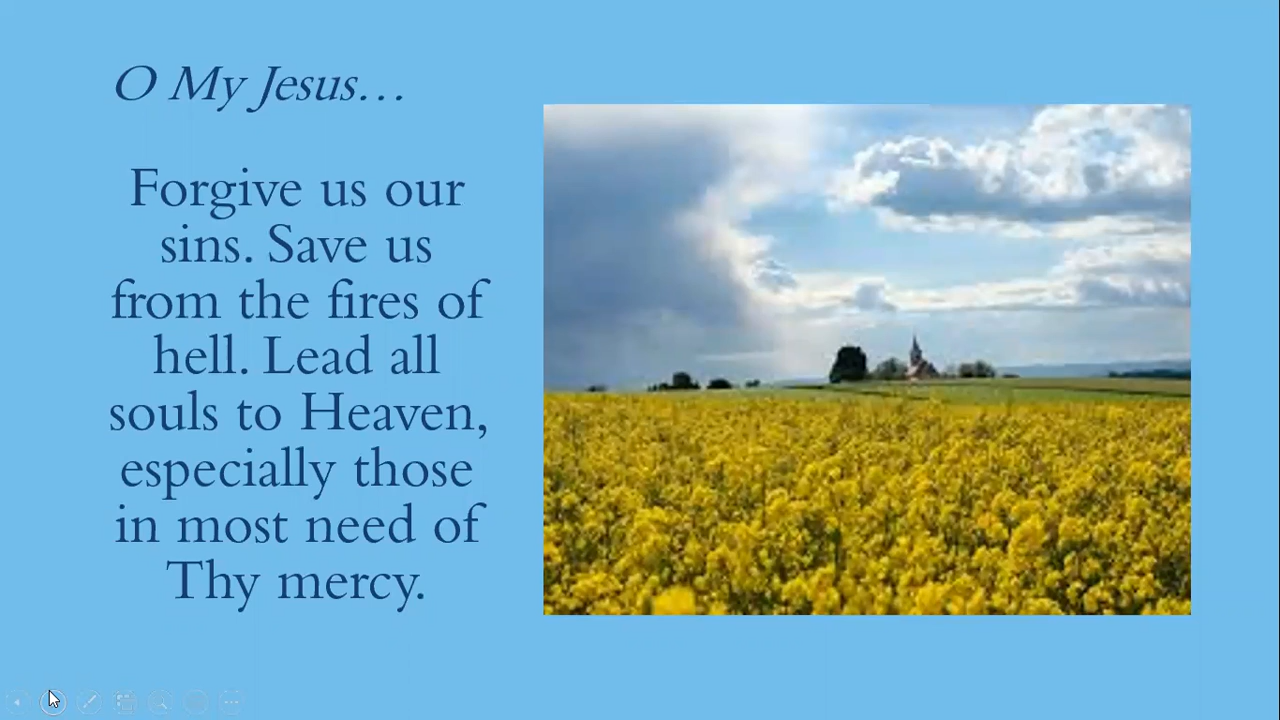 O My Jesus…
Forgive us our
sins. Save us
from the fires of
hell. Lead all
souls to Heaven,
especially those
in most need of
Thy mercy.